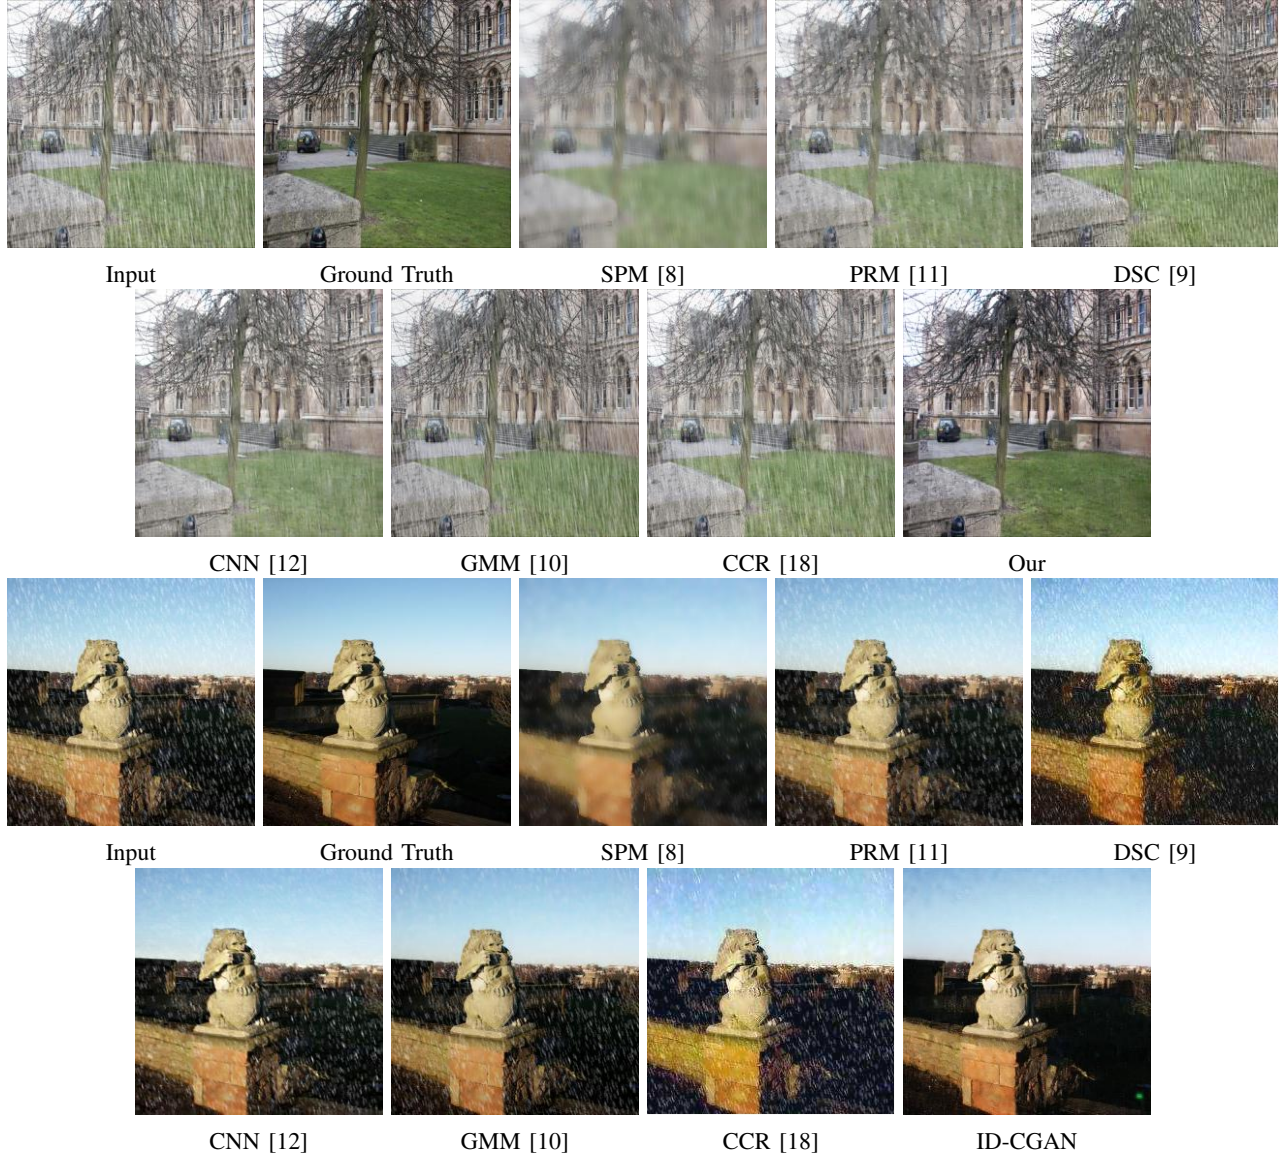 Input Ground Truth SPM [8] PRM [11] DSC [9]
CNN [12] GMM [10] CCR [18] Our
Input Ground Truth SPM [8] PRM [11] DSC [9]
CNN [12] GMM [10] CCR [18] ID-CGAN